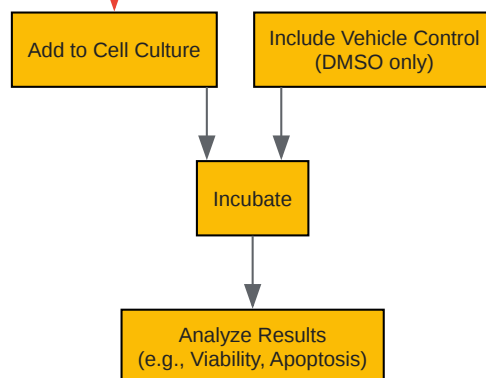 Add to Cell Culture
Include Vehicle Control
(DMSO only)
Incubate
Analyze Results
(e.g., Viability, Apoptosis)